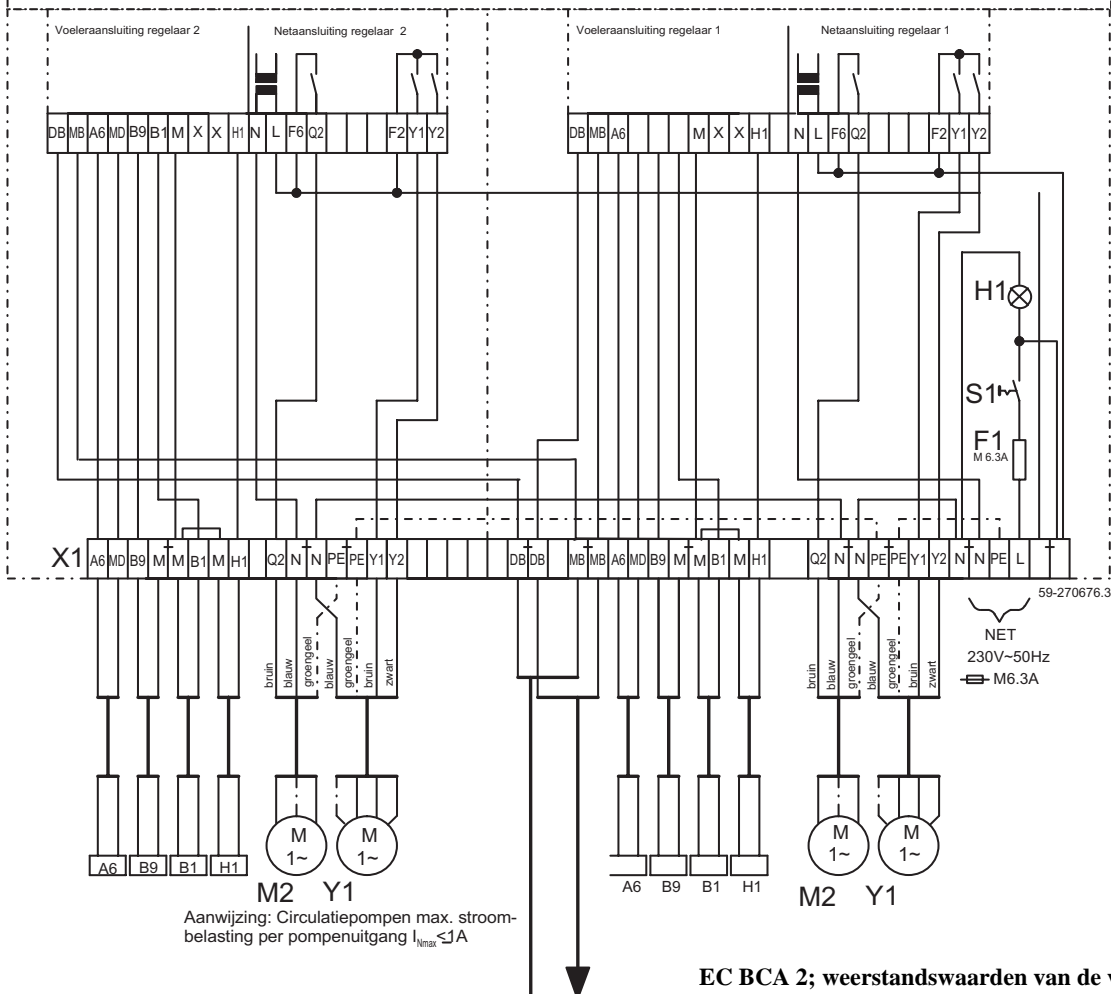 Voeleraansluiting regelaar 2
Netaansluiting regelaar 2
Voeleraansluiting regelaar 1
Netaansluiting regelaar 1
DB MB A6 MD B9 B1 M X X H1 N L F6 Q2 F2 Y1 Y2
DB MB A6 M X X H1 N L F6 Q2 F2 Y1 Y2
H1
S1
F1
M 6.3A
X1 A6 MD B9 M M B1 M H1 Q2 N N PE PE Y1 Y2 DB DB MB MB A6 MD B9 M M B1 M H1 Q2 N N PE PE Y1 Y2 N N PE L
59-270676.3
NET
230V~50Hz
M6.3A
bruin
blauw
groengeel
blauw
groengeel
bruin
zwart
bruin
blauw
groengeel
blauw
groengeel
bruin
zwart
A6 B9 B1 H1
M
1~
M
1~
M2 Y1
A6 B9 B1 H1
M
1~
M
1~
M2 Y1
Aanwijzing: Circulatiepompen max. stroom-
belasting per pompenuitgang INmax≤1A
EC BCA 2; weerstandswaarden van de